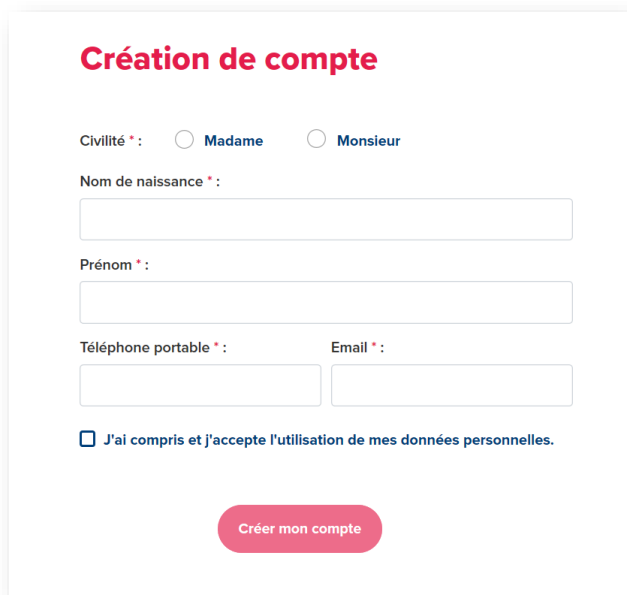 Création de compte
Civilité * : Madame Monsieur
Nom de naissance * :
Prénom * :
Téléphone portable * : Email * :
J'ai compris et j'accepte l'utilisation de mes données personnelles.
Créer mon compte